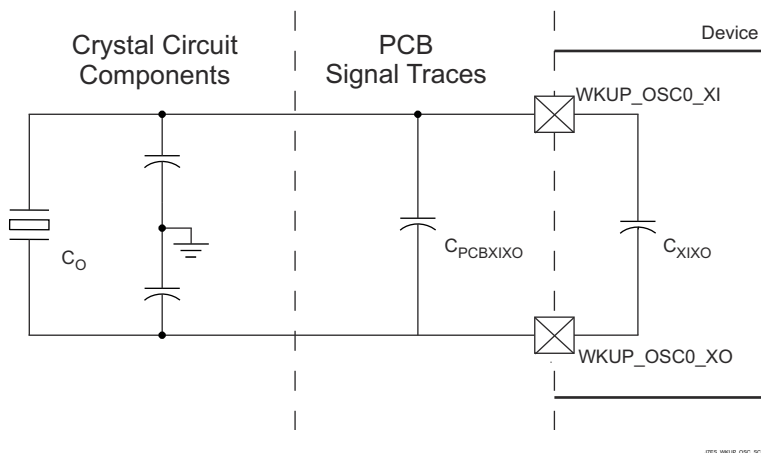 Crystal Circuit
Components
PCB
Signal Traces
Device
WKUP_OSC0_XI
C_O
C_PCBXIXO
C_XIXO
WKUP_OSC0_XO